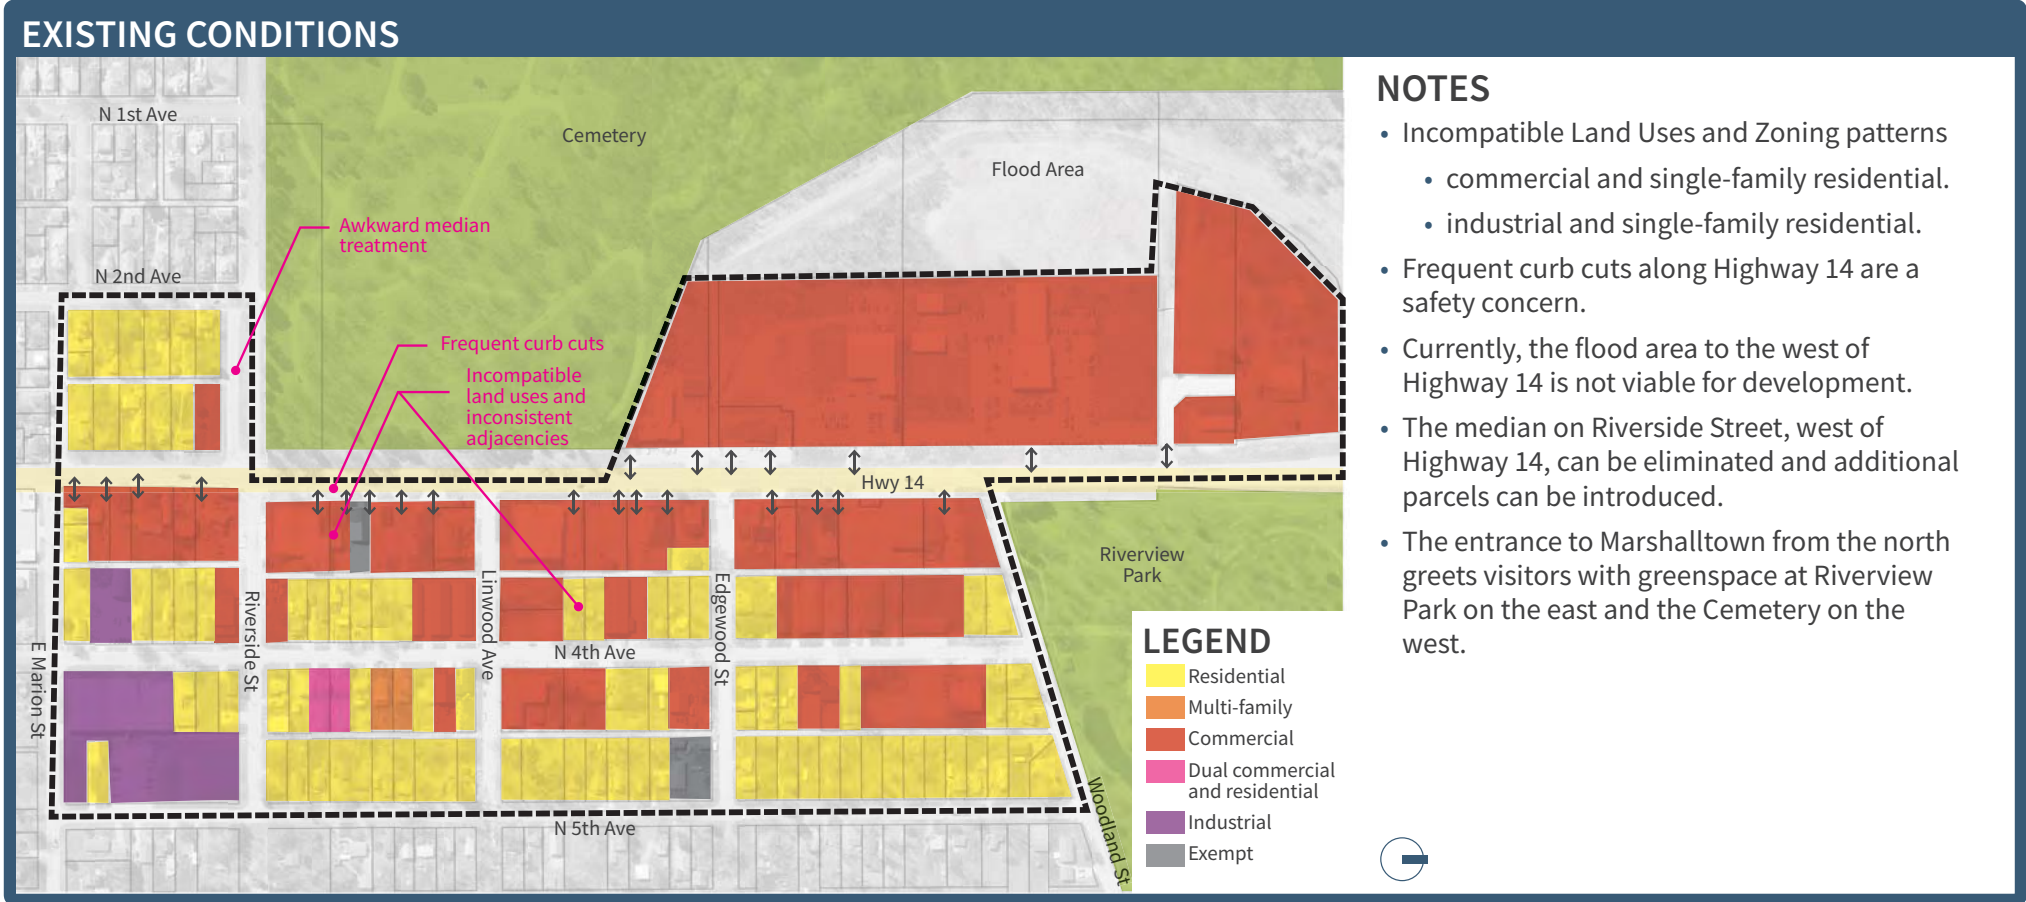 EXISTING CONDITIONS
N 1st Ave
Cemetery
Flood Area
Awkward median
treatment
N 2nd Ave
Frequent curb cuts
Incompatible
land uses and
inconsistent
adjacencies
Hwy 14
Riverview
Park
E Marion St
Riverside St
Linwood Ave
Edgewood St
N 4th Ave
N 5th Ave
Woodland St
LEGEND
Residential
Multi-family
Commercial
Dual commercial
and residential
Industrial
Exempt
NOTES
• Incompatible Land Uses and Zoning patterns
• commercial and single-family residential.
• industrial and single-family residential.
• Frequent curb cuts along Highway 14 are a
safety concern.
• Currently, the flood area to the west of
Highway 14 is not viable for development.
• The median on Riverside Street, west of
Highway 14, can be eliminated and additional
parcels can be introduced.
• The entrance to Marshalltown from the north
greets visitors with greenspace at Riverview
Park on the east and the Cemetery on the
west.